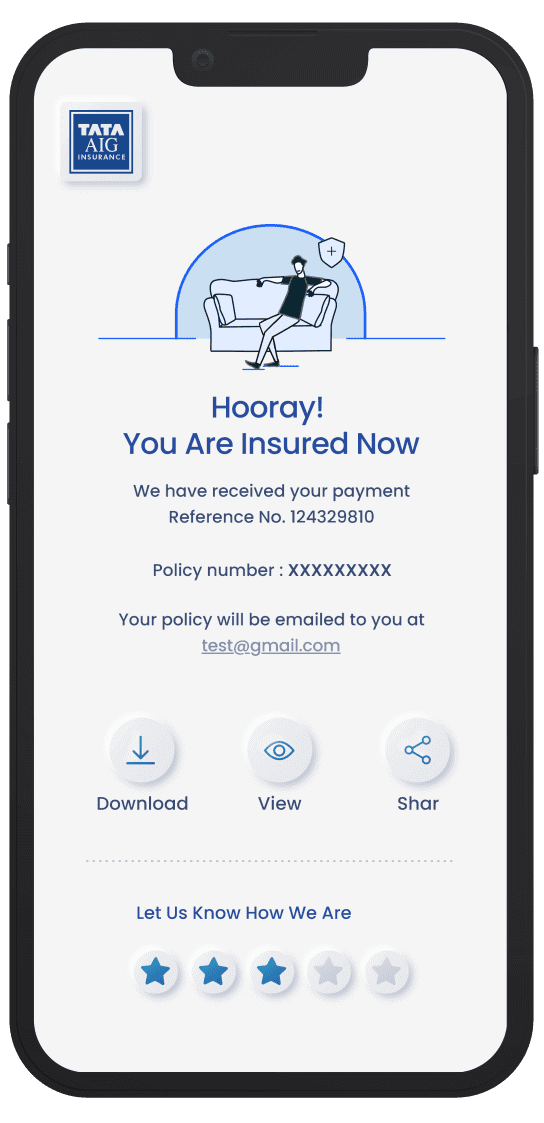 TATA
AIG
INSURANCE
Hooray!
You Are Insured Now
We have received your payment
Reference No. 124329810
Policy number : XXXXXXXXX
Your policy will be emailed to you at
test@gmail.com
Download View Shar
Let Us Know How We Are